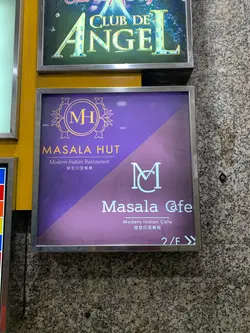 CLUB DE
ANGEL
MH
MASALA HUT
Modern Indian Restaurant
MC
Masala Cafe
Modern Indian Cafe
2/F